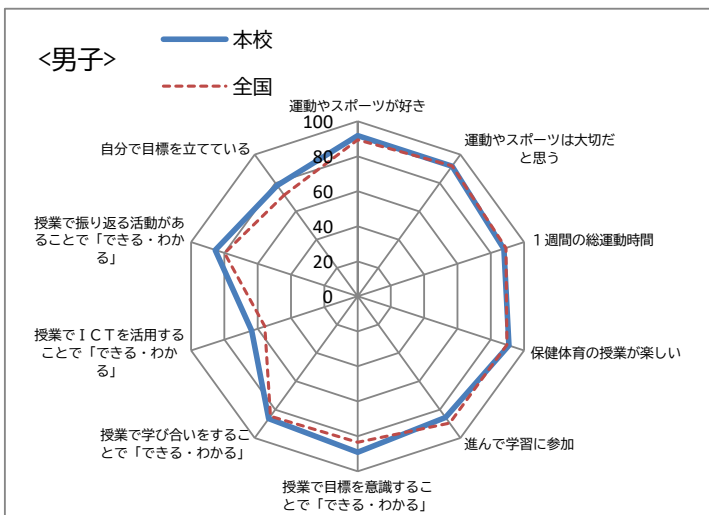 <男子>
本校
全国
運動やスポーツが好き
運動やスポーツは大切だ
と思う
１週間の総運動時間
保健体育の授業が楽しい
進んで学習に参加
授業で目標を意識するこ
とで「できる・わかる」
授業で学び合いをするこ
とで「できる・わかる」
授業でＩＣＴを活用する
ことで「できる・わか
る」
授業で振り返る活動があ
ることで「できる・わか
る」
自分で目標を立てている
100
80
60
40
20
0